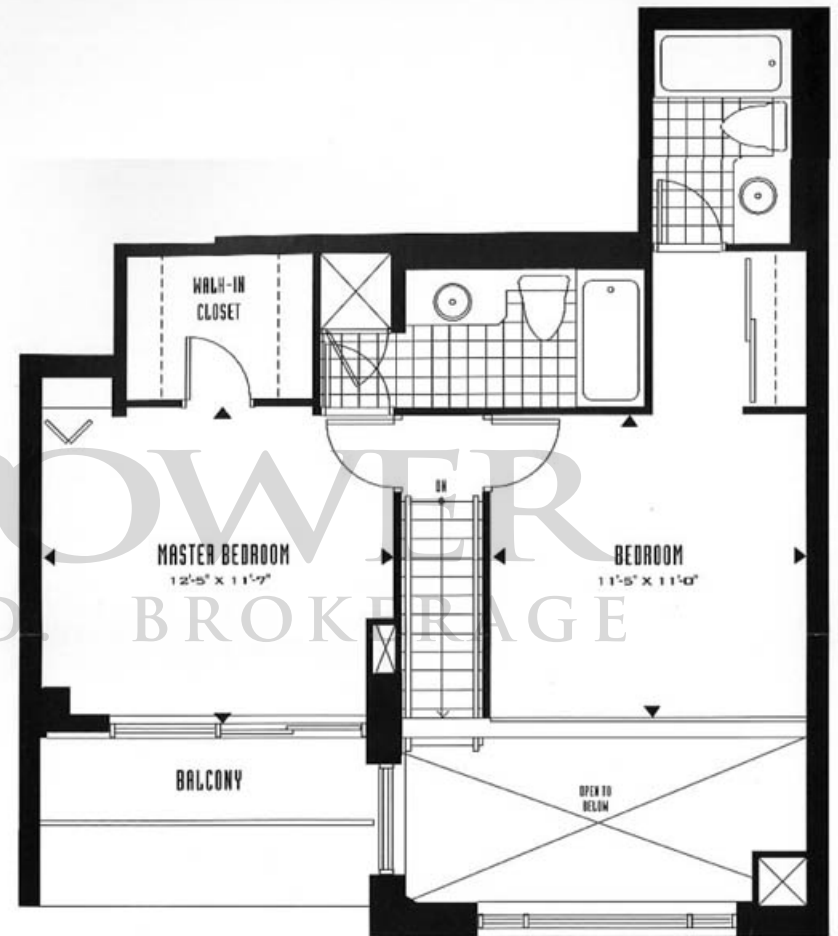 WALK-IN
CLOSET
DN
MASTER BEDROOM
12'-5" X 11'-7"
BEDROOM
11'-5" X 11'-0"
POWER
D. BROKERAGE
BALCONY
OPEN TO
BELOW